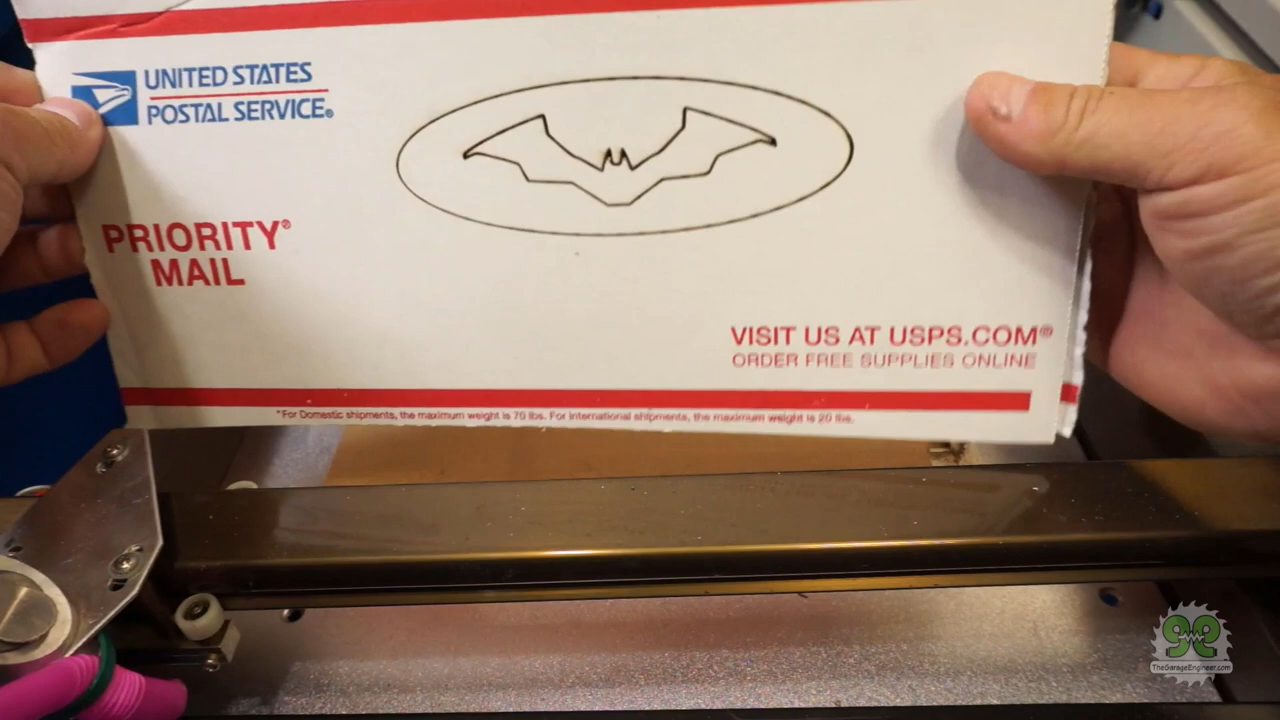 UNITED STATES
POSTAL SERVICE®
PRIORITY®
MAIL
VISIT US AT USPS.COM®
ORDER FREE SUPPLIES ONLINE
*For Domestic shipments, the maximum weight is 70 lbs. For international shipments, the maximum weight is 20 lbs.
TheGarageEngineer.com